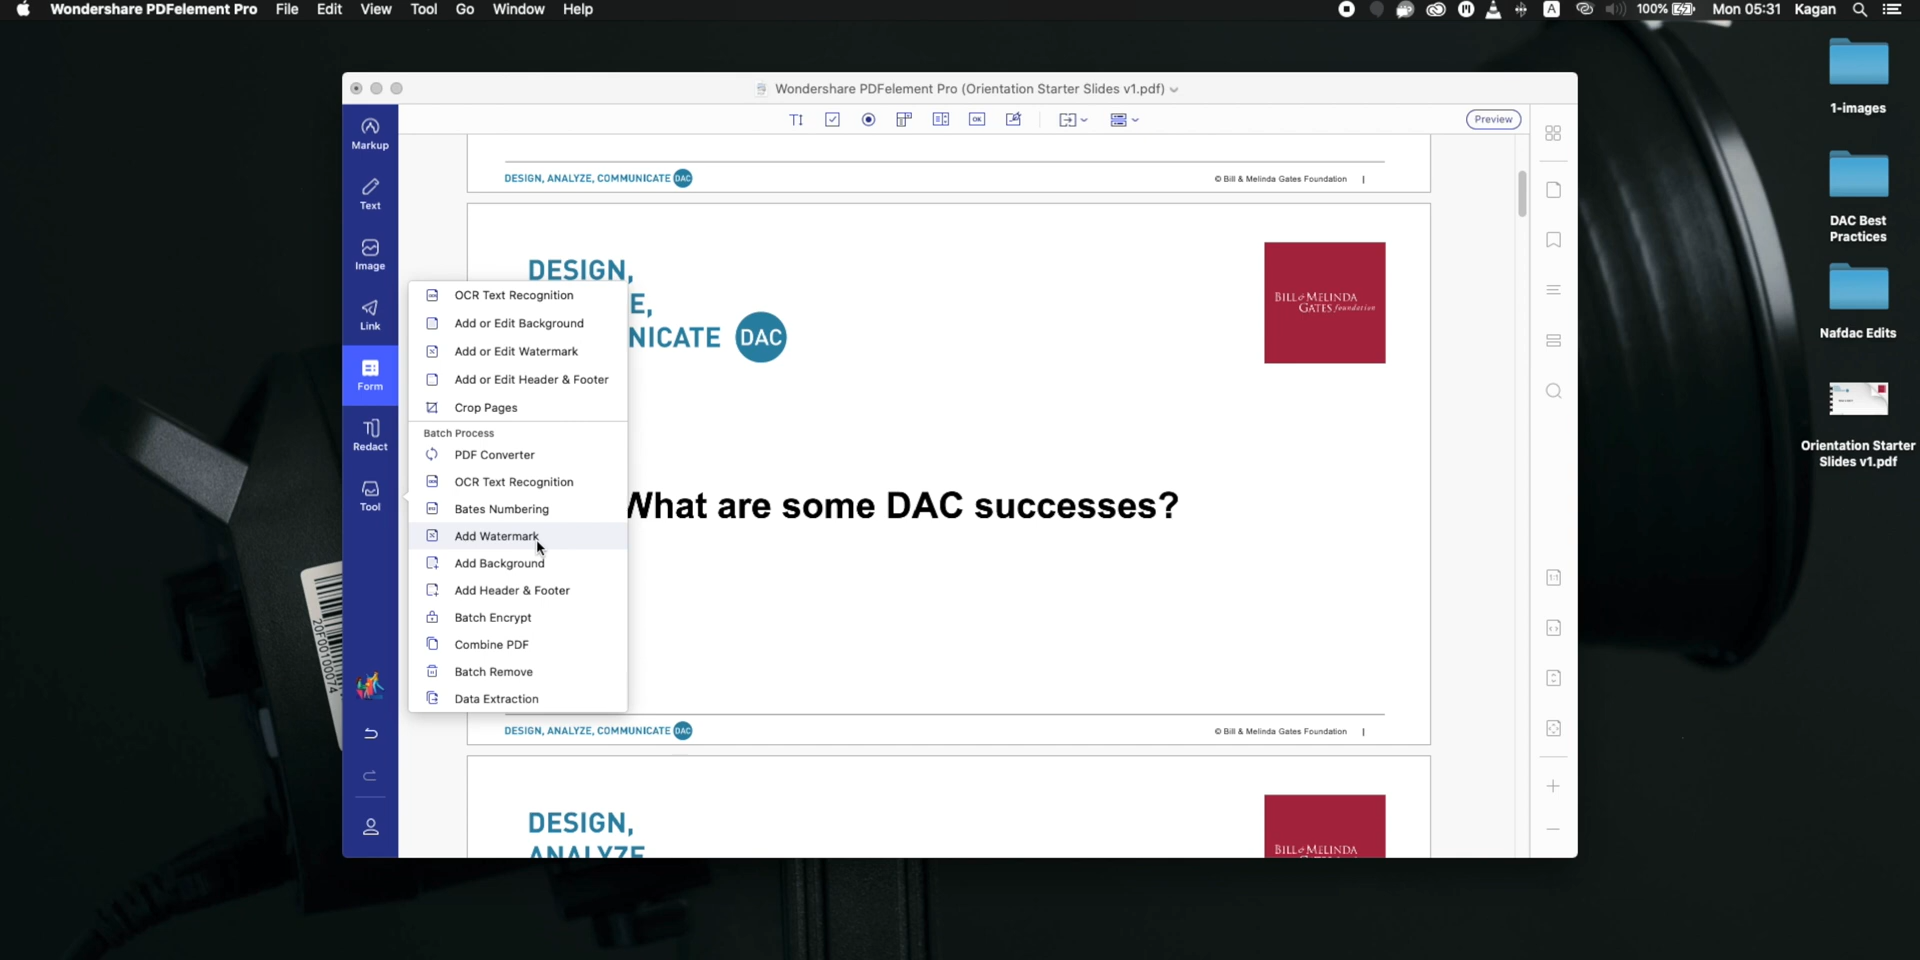 Wondershare PDFelement Pro File Edit View Tool Go Window Help
A 100% Mon 05:31 Kagan
Wondershare PDFelement Pro (Orientation Starter Slides v1.pdf)
Markup
Text
Image
Link
Form
Redact
Tool
Preview
DESIGN, ANALYZE, COMMUNICATE DAC
© Bill & Melinda Gates Foundation |
DESIGN,
E,
NICATE DAC
BILL & MELINDA
GATES foundation
What are some DAC successes?
DESIGN, ANALYZE, COMMUNICATE DAC
© Bill & Melinda Gates Foundation |
DESIGN,
ANALYZE
BILL & MELINDA
OCR Text Recognition
Add or Edit Background
Add or Edit Watermark
Add or Edit Header & Footer
Crop Pages
Batch Process
PDF Converter
OCR Text Recognition
Bates Numbering
Add Watermark
Add Background
Add Header & Footer
Batch Encrypt
Combine PDF
Batch Remove
Data Extraction
1-images
DAC Best
Practices
Nafdac Edits
Orientation Starter
Slides v1.pdf
20F00100074